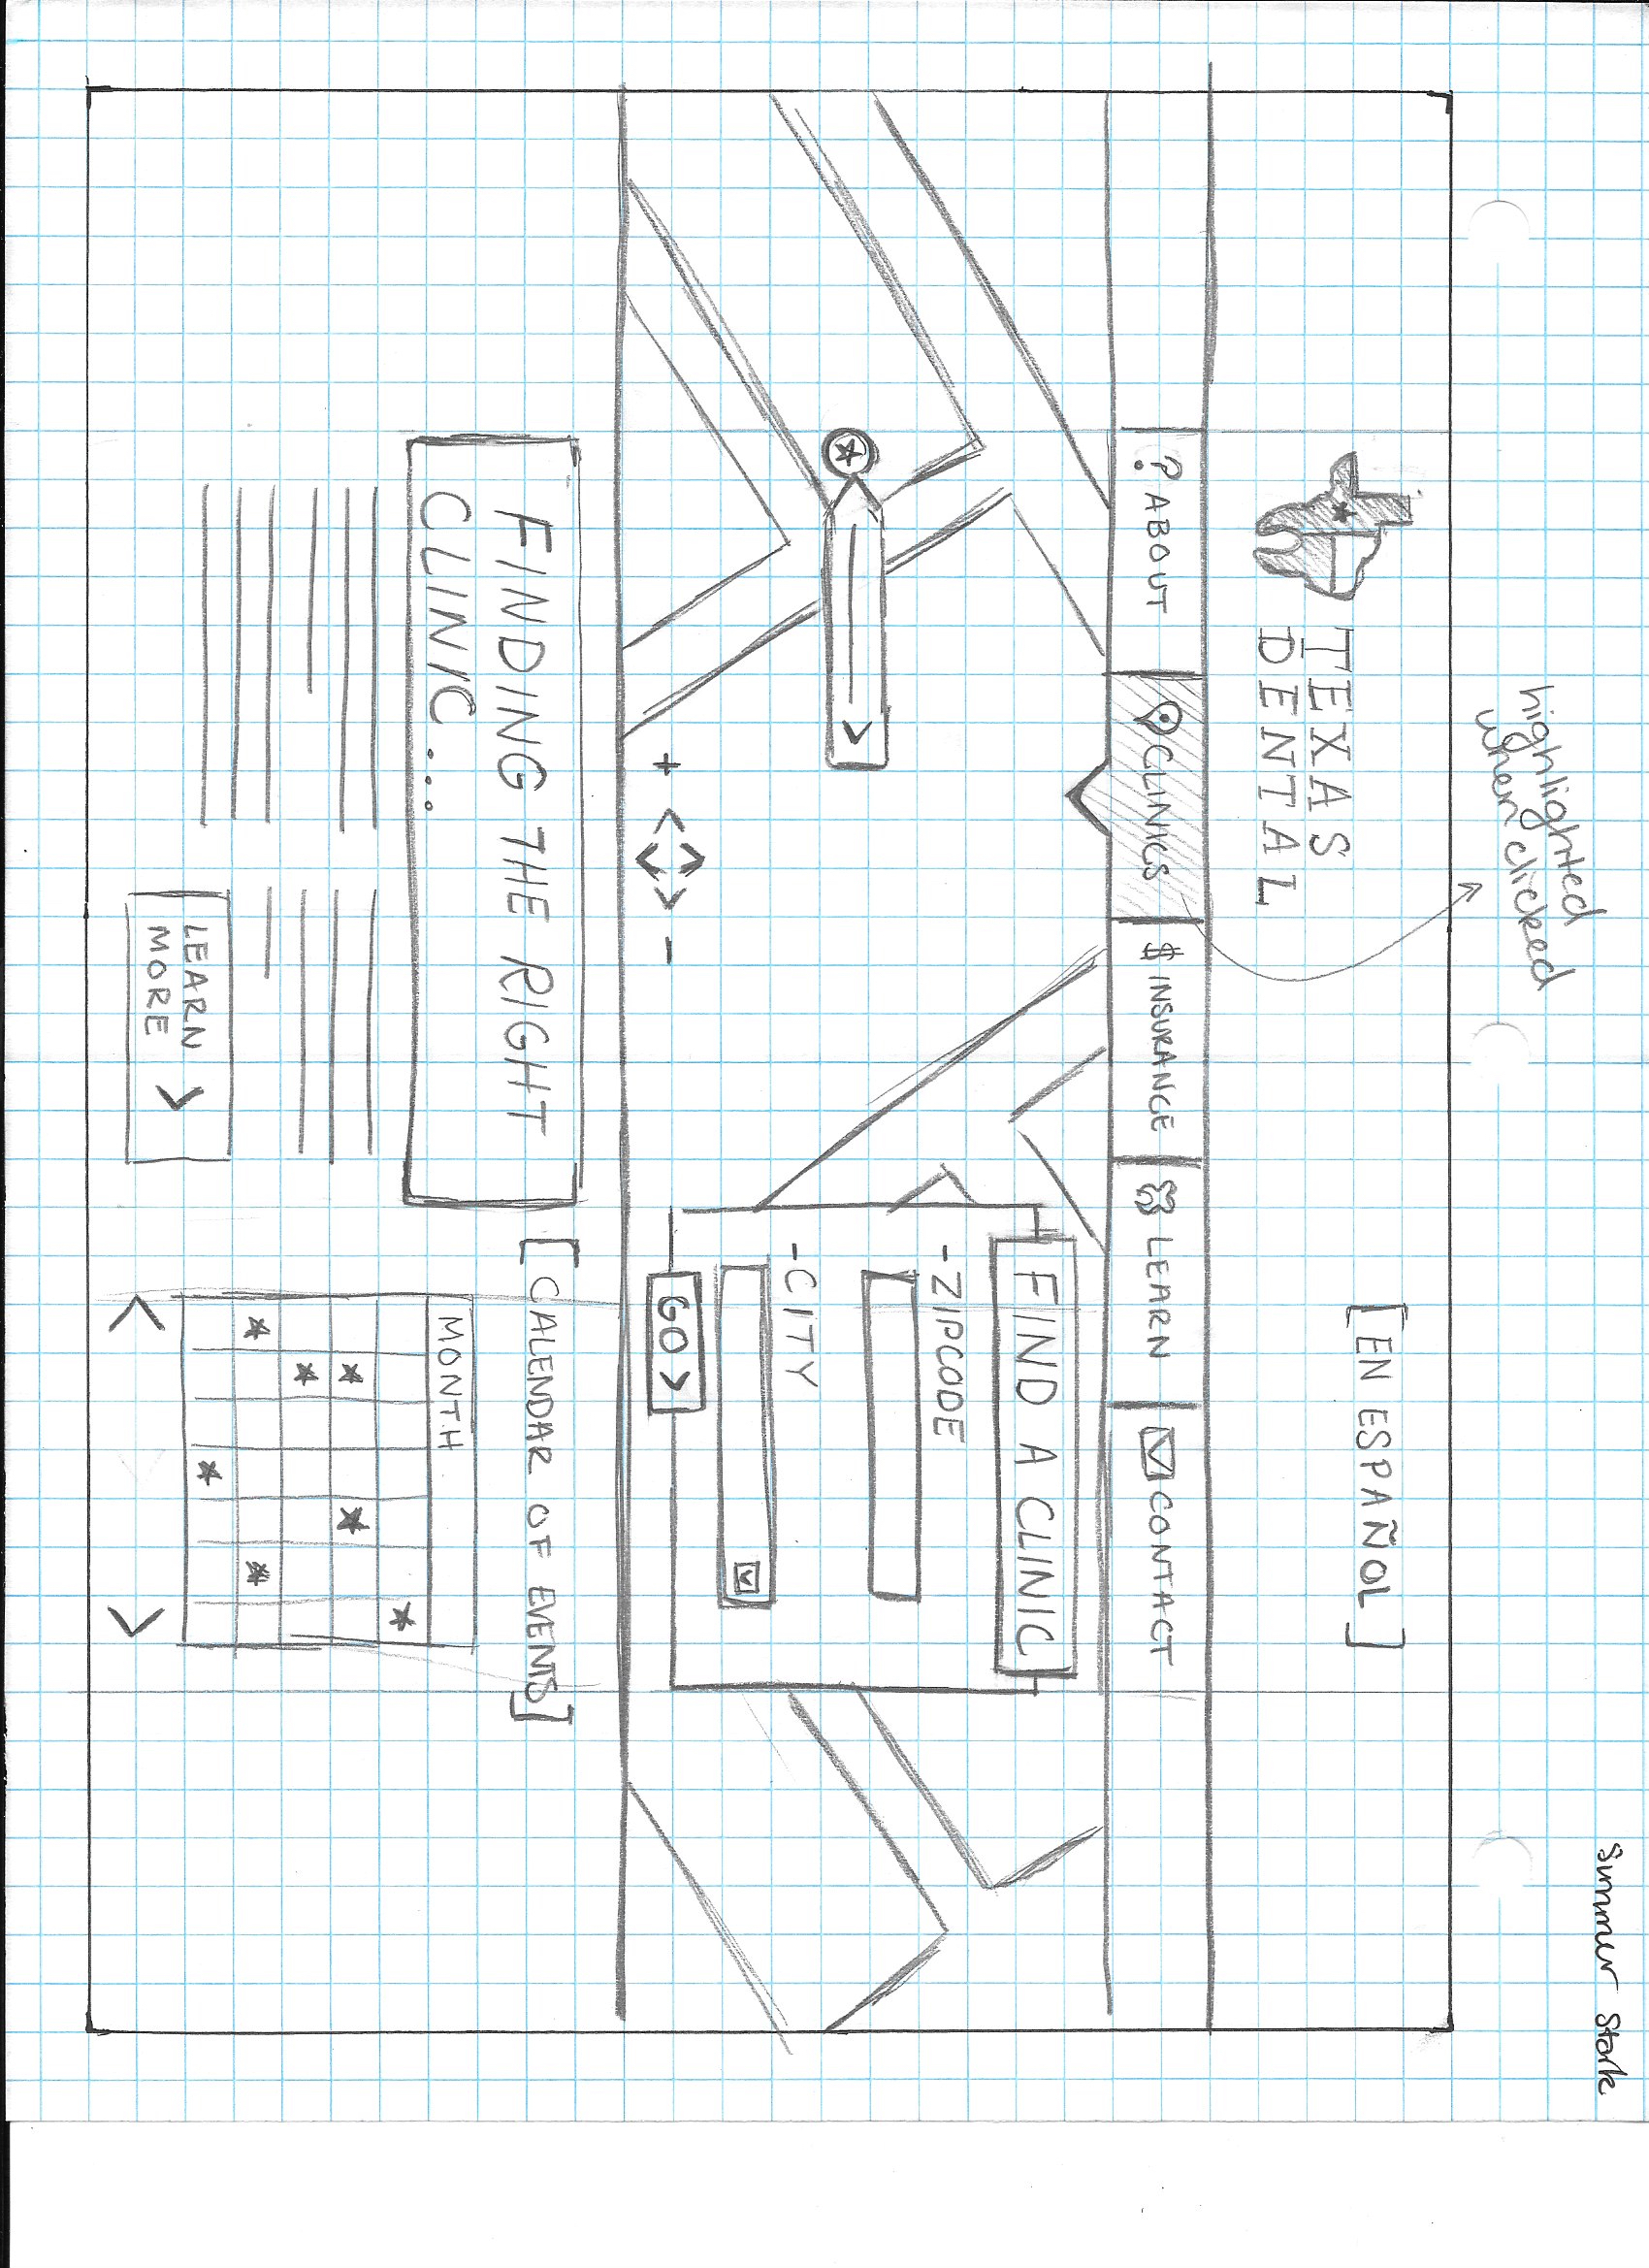 Summer Stark
highlighted
when clicked
TEXAS
DENTAL
[EN ESPAÑOL]
? ABOUT
CLINICS
$ INSURANCE
LEARN
CONTACT
FIND A CLINIC
-ZIPCODE
-CITY
GO >
+ < > -
FINDING THE RIGHT
CLINIC...
LEARN
MORE >
[CALENDAR OF EVENTS]
MONTH
< >